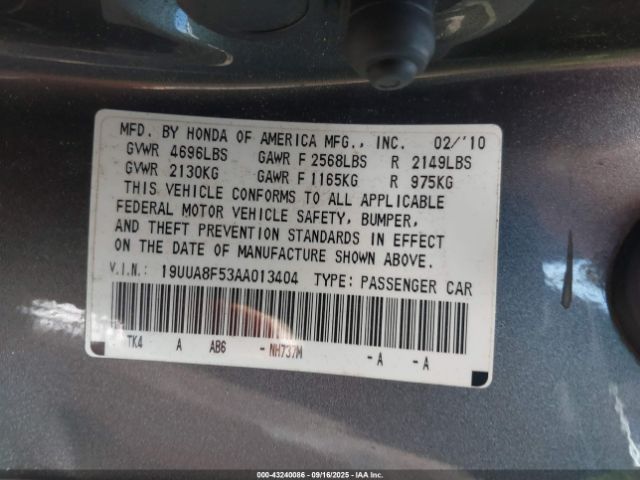 MFD. BY HONDA OF AMERICA MFG., INC. 02/'10
GVWR 4696LBS GAWR F 2568LBS R 2149LBS
GVWR 2130KG GAWR F 1165KG R 975KG
THIS VEHICLE CONFORMS TO ALL APPLICABLE
FEDERAL MOTOR VEHICLE SAFETY, BUMPER,
AND THEFT PREVENTION STANDARDS IN EFFECT
ON THE DATE OF MANUFACTURE SHOWN ABOVE.
V.I.N.: 19UUA8F53AA013404 TYPE: PASSENGER CAR
TK4 A AB6 - NH737M - A - A
000-43240086 - 09/16/2025 - IAA Inc.